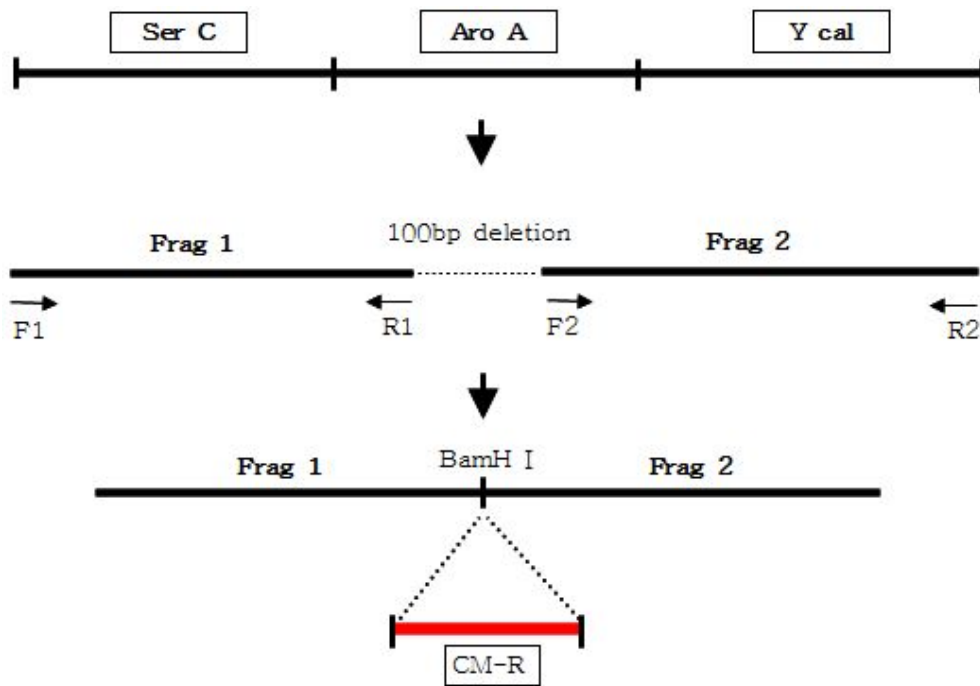 Ser C
Aro A
Y cal
100bp deletion
Frag 1
Frag 2
F1
R1
F2
R2
Frag 1
BamH I
Frag 2
CM-R